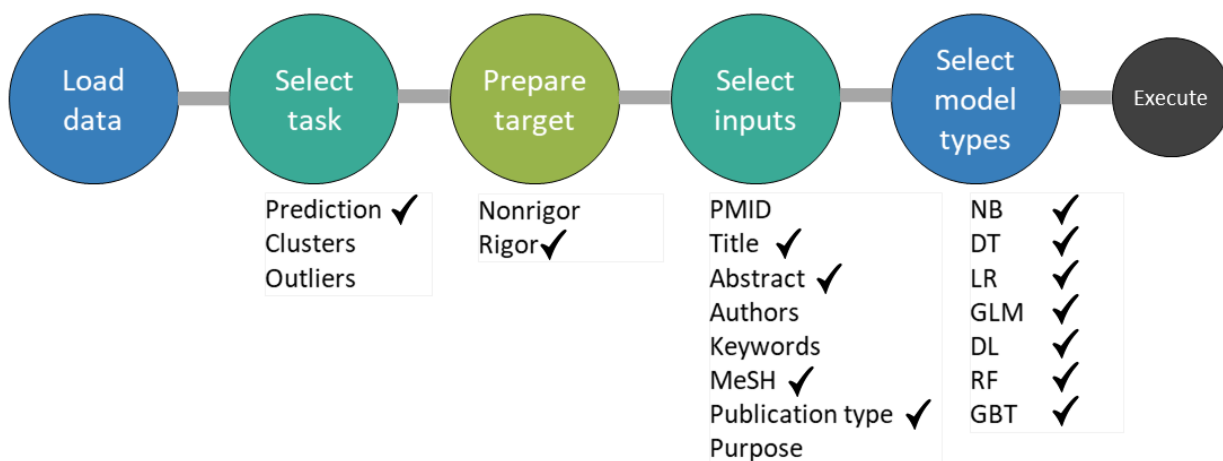 Load
data
Select
task
Prepare
target
Select
inputs
Select
model
types
Execute
Prediction ✓
Clusters
Outliers
Nonrigor
Rigor ✓
PMID
Title ✓
Abstract ✓
Authors
Keywords
MeSH ✓
Publication type ✓
Purpose
NB ✓
DT ✓
LR ✓
GLM ✓
DL ✓
RF ✓
GBT ✓